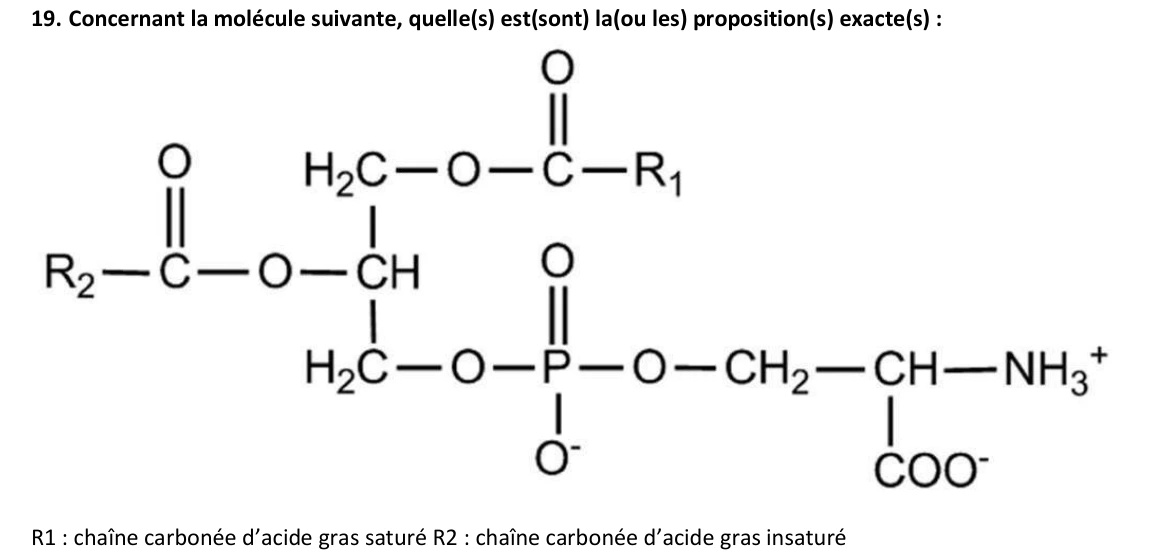 19. Concernant la molécule suivante, quelle(s) est(sont) la(ou les) proposition(s) exacte(s) :
O
O
H₂C—O—C—R₁
R₂—C—O—CH
O
H₂C—O—P—O—CH₂—CH—NH₃⁺
O⁻
COO⁻
R1 : chaîne carbonée d’acide gras saturé R2 : chaîne carbonée d’acide gras insaturé